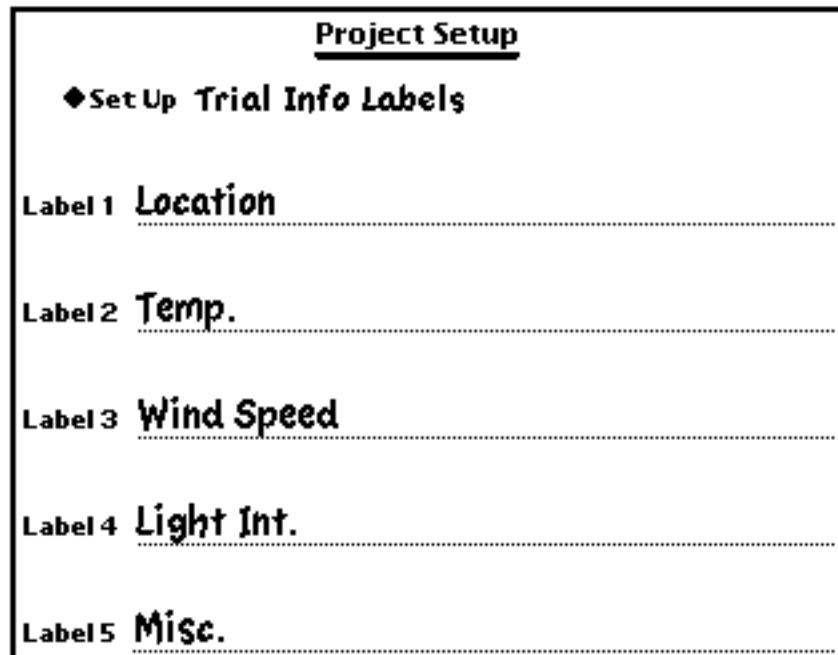 Project Setup
◆Set Up Trial Info Labels
Label 1 Location
Label 2 Temp.
Label 3 Wind Speed
Label 4 Light Int.
Label 5 Misc.